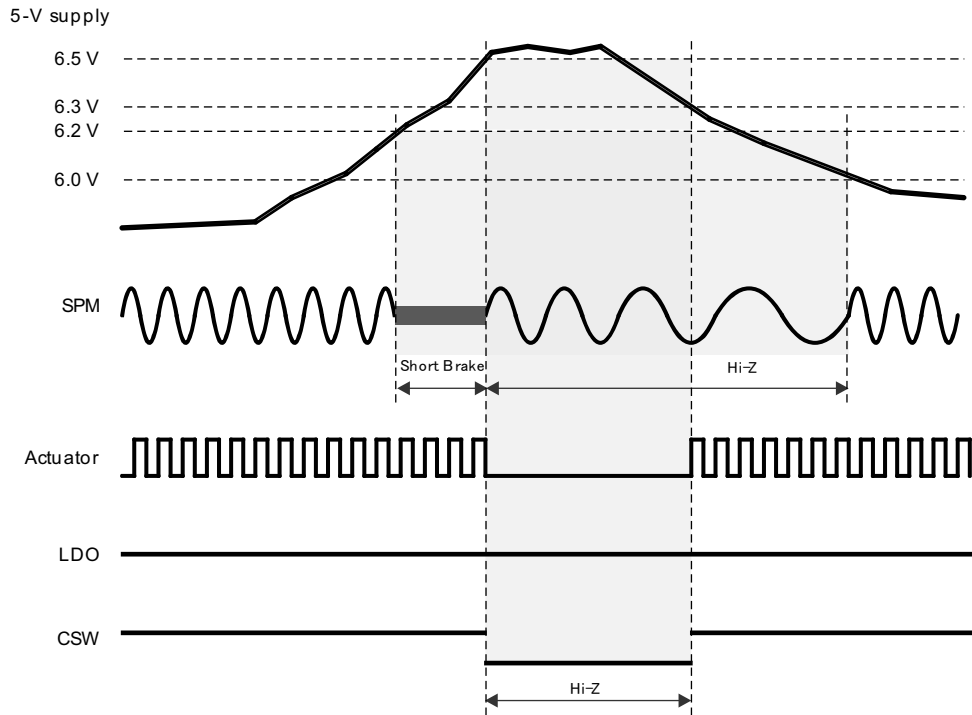 5-V supply
6.5 V
6.3 V
6.2 V
6.0 V
SPM
Short Brake
Hi-Z
Actuator
LDO
CSW
Hi-Z